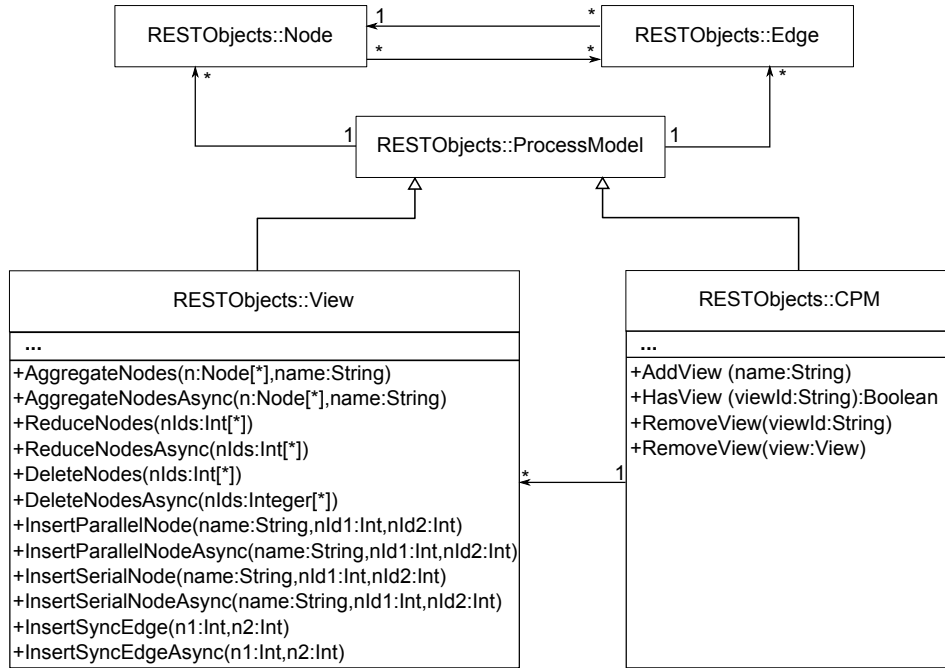 RESTObjects::Node
1
*
RESTObjects::Edge
*
*
*
*
1
RESTObjects::ProcessModel
1
RESTObjects::View
...
+AggregateNodes(n:Node[*],name:String)
+AggregateNodesAsync(n:Node[*],name:String)
+ReduceNodes(nIds:Int[*])
+ReduceNodesAsync(nIds:Int[*])
+DeleteNodes(nIds:Int[*])
+DeleteNodesAsync(nIds:Integer[*])
+InsertParallelNode(name:String,nId1:Int,nId2:Int)
+InsertParallelNodeAsync(name:String,nId1:Int,nId2:Int)
+InsertSerialNode(name:String,nId1:Int,nId2:Int)
+InsertSerialNodeAsync(name:String,nId1:Int,nId2:Int)
+InsertSyncEdge(n1:Int,n2:Int)
+InsertSyncEdgeAsync(n1:Int,n2:Int)
*
1
RESTObjects::CPM
...
+AddView (name:String)
+HasView (viewId:String):Boolean
+RemoveView(viewId:String)
+RemoveView(view:View)